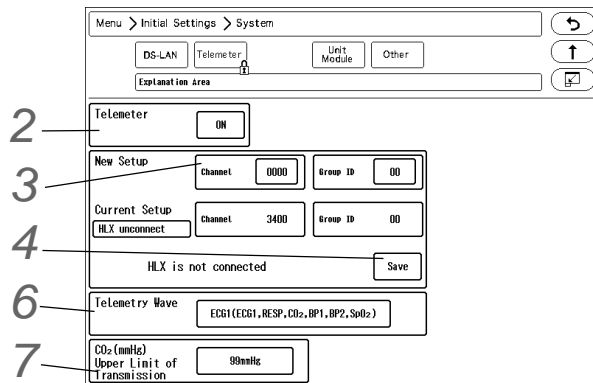 Menu > Initial Settings > System
DS-LAN Telemeter Unit Module Other
Explanation Area
2
Telemeter ON
New Setup
3
Channel 0000 Group ID 00
Current Setup
HLX unconnect
Channel 3400 Group ID 00
4
HLX is not connected Save
6
Telemetry Wave
ECG1(ECG1,RESP,CO₂,BP1,BP2,SpO₂)
7
CO₂(mmHg)
Upper Limit of
Transmission
99mmHg